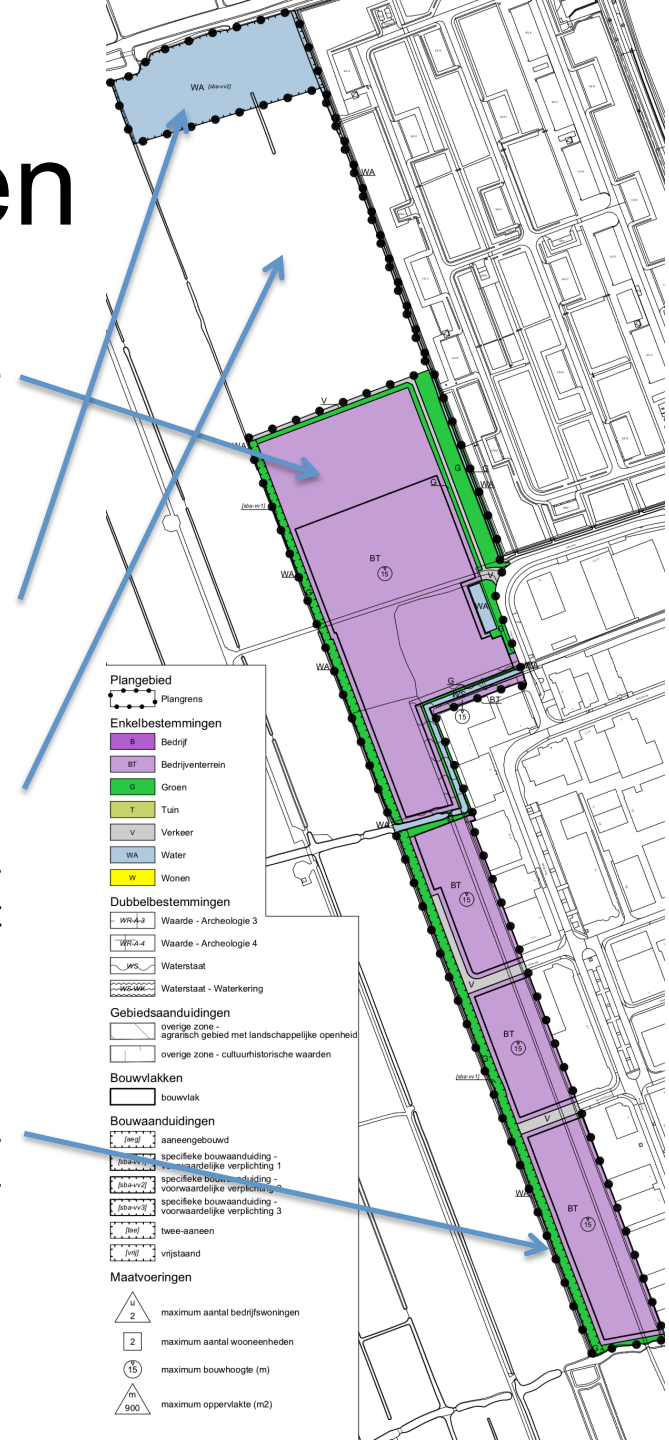 WA [sba-vv2]
en
WA
V
WA
G
G
WA
G
[sba-vv1]
BT
15
V
WA
WA
G
WA
G
WA
BT
15
WA
BT
15
V
BT
15
G
[sba-vv1]
V
WA
BT
15
G
Plangebied
Plangrens
Enkelbestemmingen
B Bedrijf
BT Bedrijventerrein
G Groen
T Tuin
V Verkeer
WA Water
W Wonen
Dubbelbestemmingen
WR-A-3 Waarde - Archeologie 3
WR-A-4 Waarde - Archeologie 4
WS Waterstaat
WS-WK Waterstaat - Waterkering
Gebiedsaanduidingen
overige zone -
agrarisch gebied met landschappelijke openheid
overige zone - cultuurhistorische waarden
Bouwvlakken
bouwvlak
Bouwaanduidingen
[aeg] aaneengebouwd
[sba-vv1] specifieke bouwaanduiding -
voorwaardelijke verplichting 1
[sba-vv2] specifieke bouwaanduiding -
voorwaardelijke verplichting 2
[sba-vv3] specifieke bouwaanduiding -
voorwaardelijke verplichting 3
[tae] twee-aaneen
[vrij] vrijstaand
Maatvoeringen
u
2 maximum aantal bedrijfswoningen
2 maximum aantal wooneenheden
15 maximum bouwhoogte (m)
m
900 maximum oppervlakte (m2)